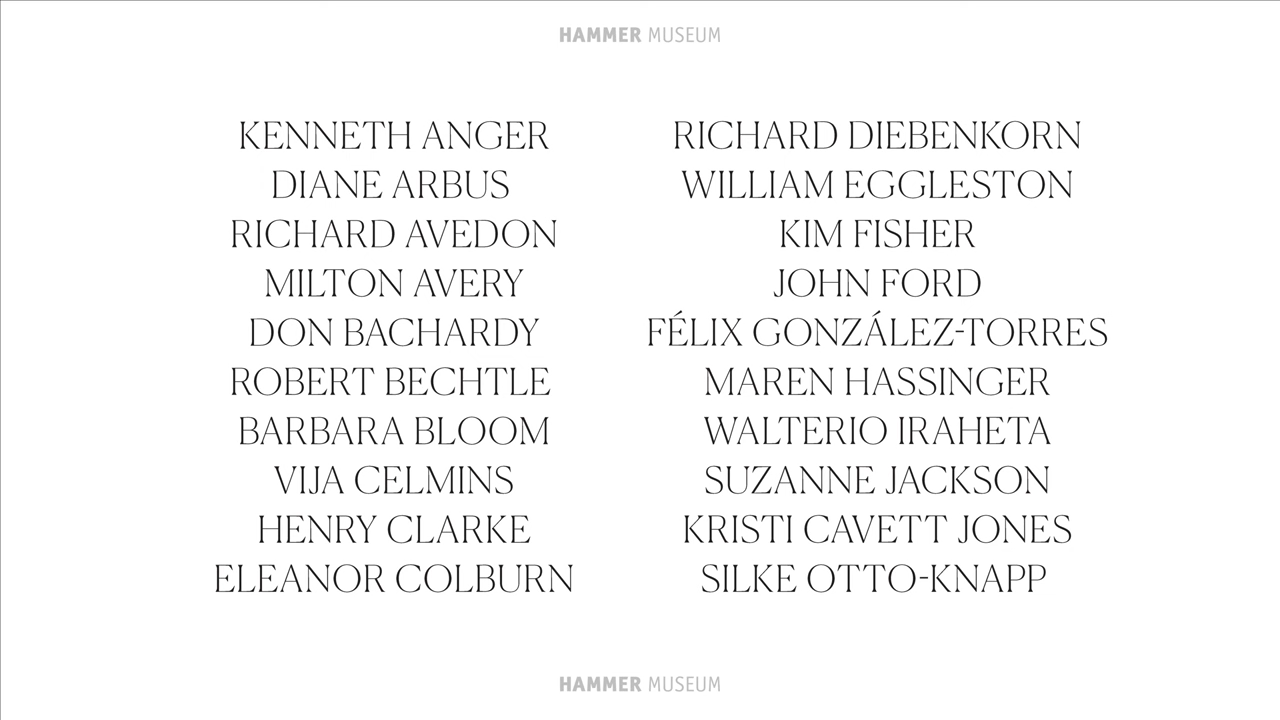 HAMMER MUSEUM
KENNETH ANGER
DIANE ARBUS
RICHARD AVEDON
MILTON AVERY
DON BACHARDY
ROBERT BECHTLE
BARBARA BLOOM
VIJA CELMINS
HENRY CLARKE
ELEANOR COLBURN
RICHARD DIEBENKORN
WILLIAM EGGLESTON
KIM FISHER
JOHN FORD
FÉLIX GONZÁLEZ-TORRES
MAREN HASSINGER
WALTERIO IRAHETA
SUZANNE JACKSON
KRISTI CAVETT JONES
SILKE OTTO-KNAPP
HAMMER MUSEUM